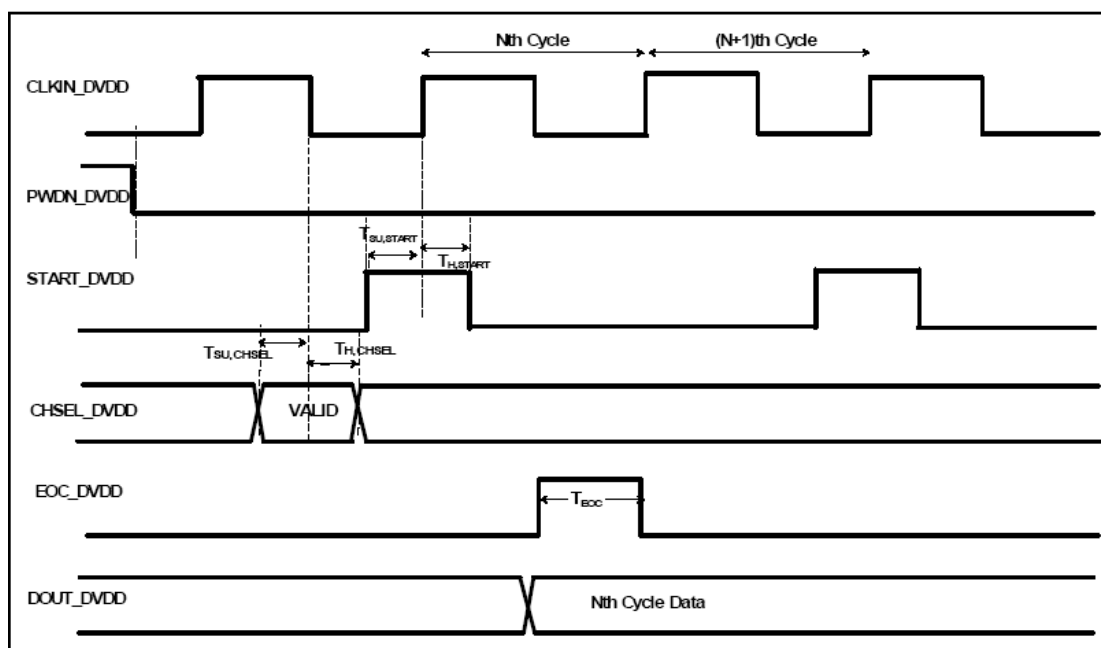 Nth Cycle
(N+1)th Cycle
CLKIN_DVDD
PWDN_DVDD
TSU,START
TH,START
START_DVDD
TSU,CHSEL
TH,CHSEL
CHSEL_DVDD
VALID
EOC_DVDD
TEOC
DOUT_DVDD
Nth Cycle Data